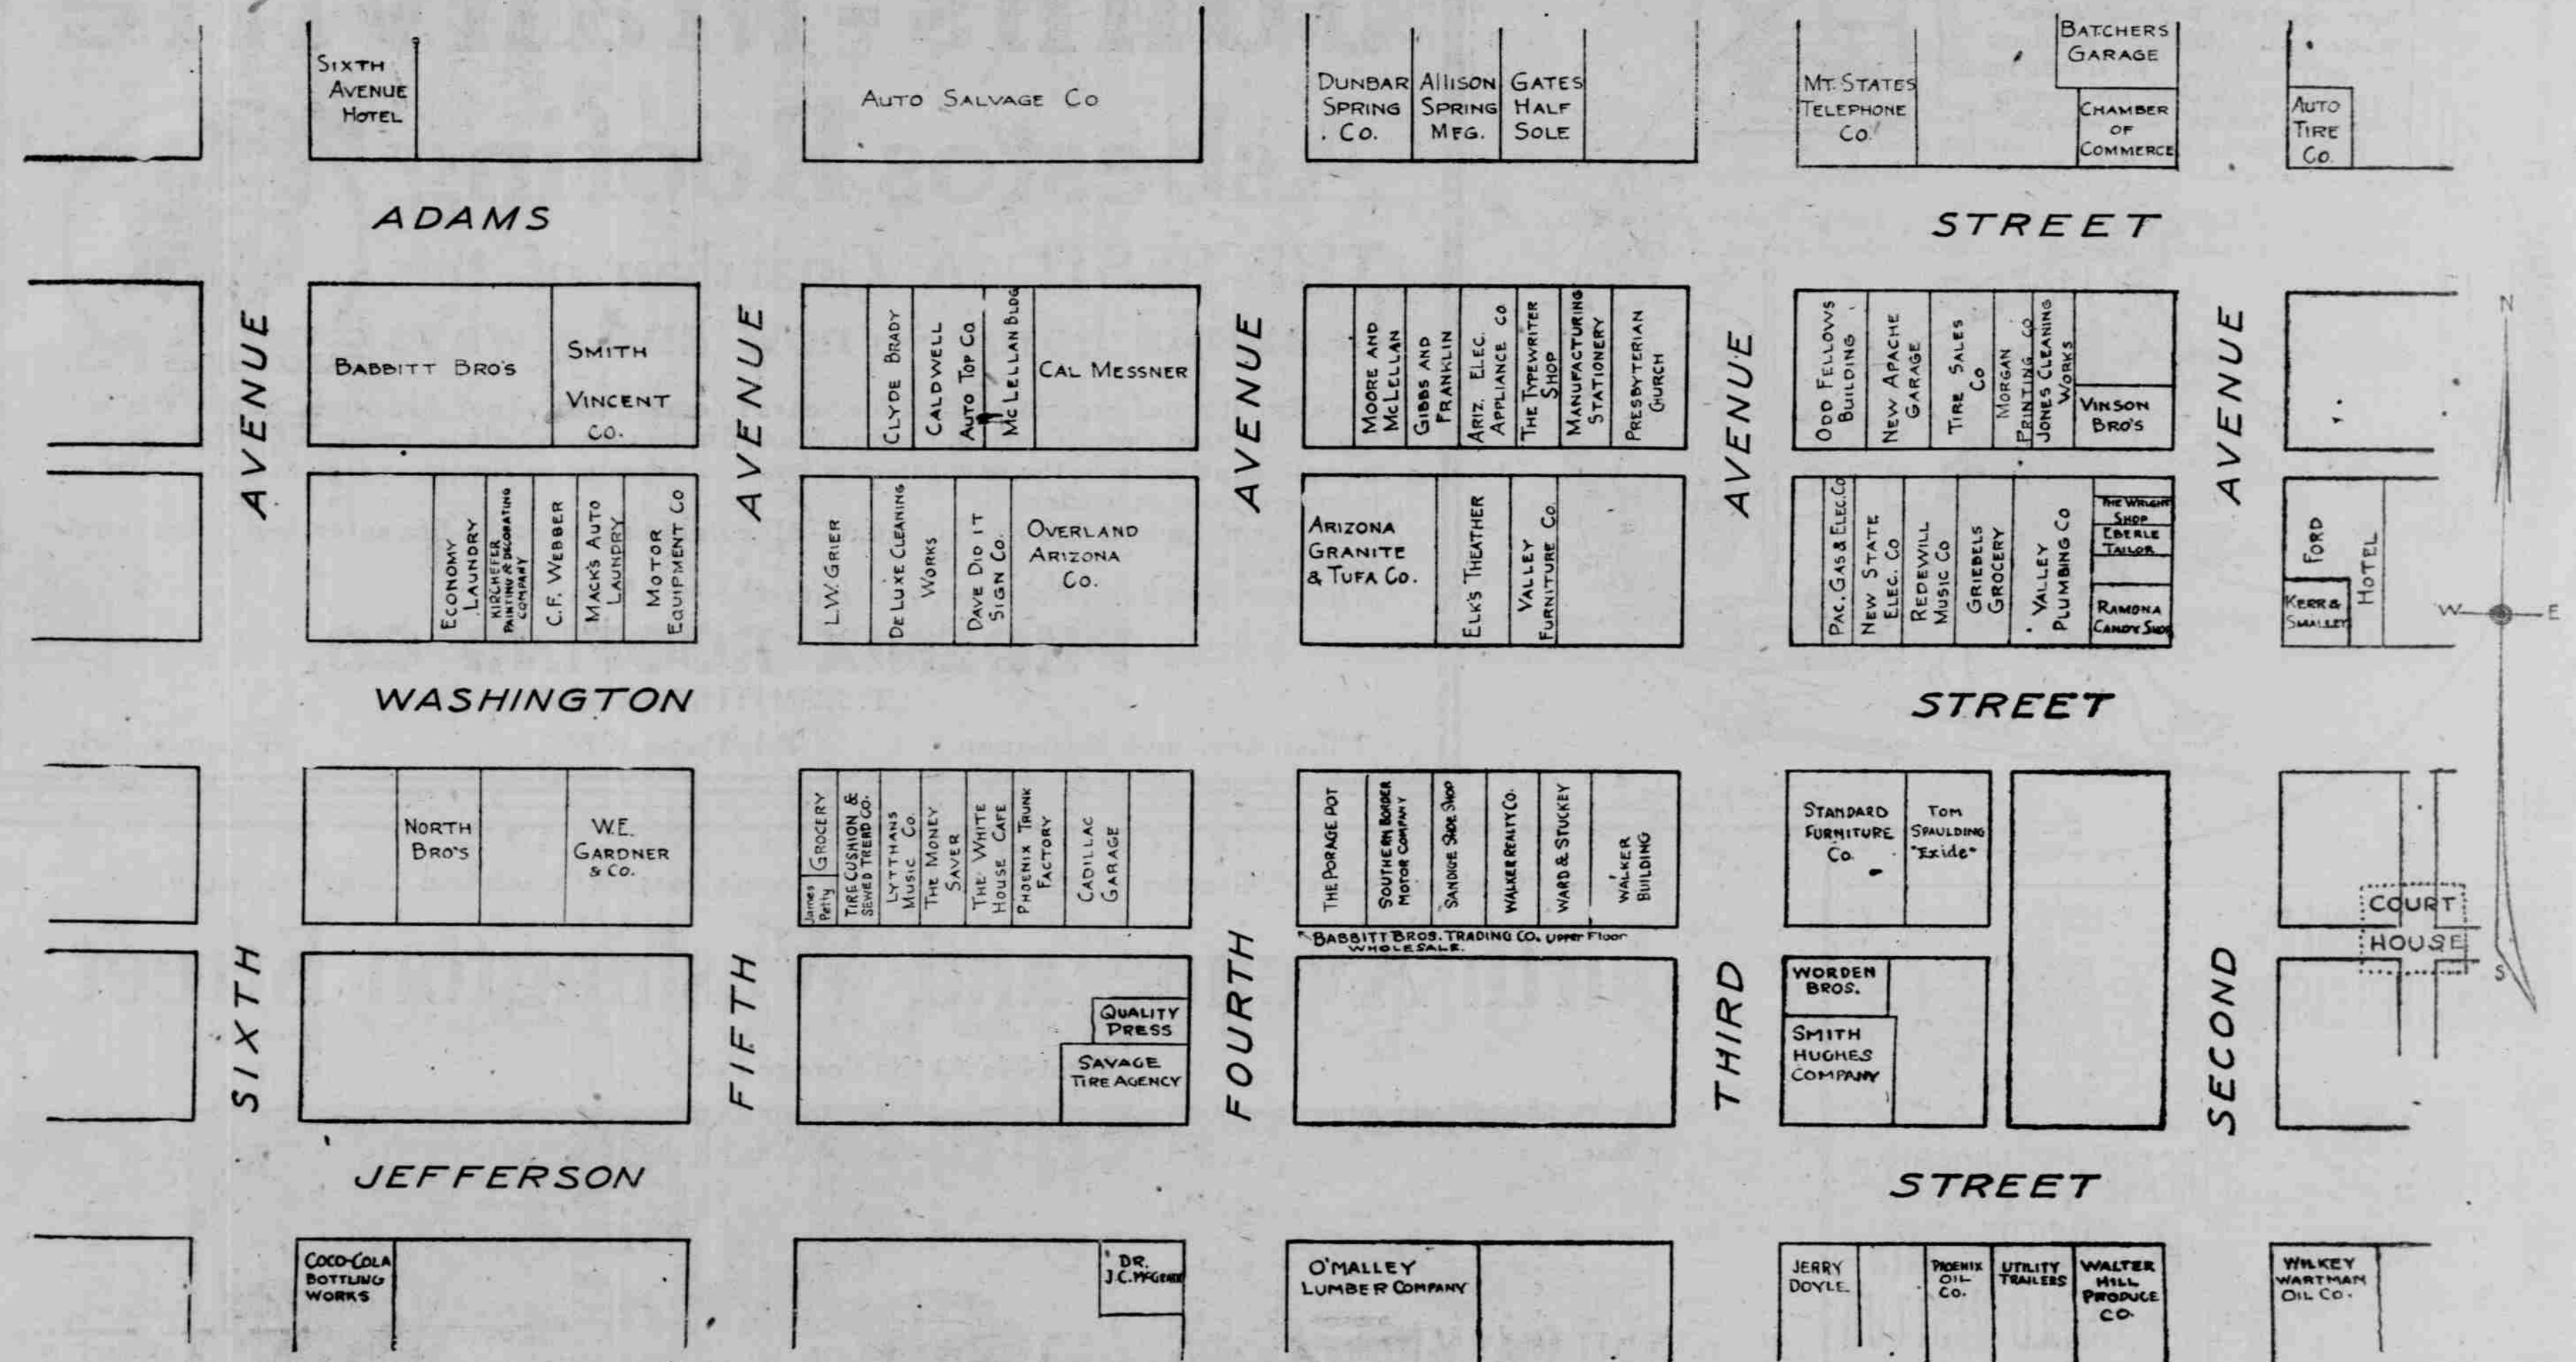 SIXTH
AVENUE
HOTEL
AUTO SALVAGE CO
DUNBAR
SPRING
CO.
ALLISON
SPRING
MFG.
GATES
HALF
SOLE
MT. STATES
TELEPHONE
CO.
BATCHERS
GARAGE
CHAMBER
OF
COMMERCE
AUTO
TIRE
CO.
ADAMS STREET
BABBITT BRO'S
SMITH
VINCENT
CO.
CLYDE BRADY
CALDWELL
AUTO TOP CO
MCLELLAN BLDG
CAL MESSNER
MOORE AND
MCLELLAN
GIBBS AND
FRANKLIN
ARIZ. ELEC.
APPLIANCE CO
THE TYPEWRITER
SHOP
MANUFACTURING
STATIONERY
PRESBYTERIAN
CHURCH
ODD FELLOWS
BUILDING
NEW APACHE
GARAGE
TIRE SALES
CO
MORGAN
PRINTING CO
JONES CLEANING
WORKS
VINSON
BRO'S
AVENUE
AVENUE
AVENUE
AVENUE
AVENUE
N
W
E
S
ECONOMY
LAUNDRY
KIRCHEFER
PAINTING & DECORATING
COMPANY
C.F. WEBBER
MACK'S AUTO
LAUNDRY
MOTOR
EQUIPMENT CO
L.W. GRIER
DE LUXE CLEANING
WORKS
DAVE DID IT
SIGN CO.
OVERLAND
ARIZONA
CO.
ARIZONA
GRANITE
& TUFA CO.
ELK'S THEATHER
VALLEY
FURNITURE CO.
PAC. GAS & ELEC. CO
NEW STATE
ELEC. CO
REDEWILL
MUSIC CO
GRIEBELS
GROCERY
VALLEY
PLUMBING CO
THE WRIGHT
SHOP
EBERLE
TAILOR
RAMONA
CANDY SHOP
FORD
HOTEL
KERR &
SMALLEY
WASHINGTON STREET
NORTH
BRO'S
W.E.
GARDNER
& CO.
GROCERY
James
Petty
TIRE CUSHION &
SEWED TRERD CO.
LYTTHANS
MUSIC CO.
THE MONEY
SAVER
THE WHITE
HOUSE CAFE
PHOENIX TRUNK
FACTORY
CADILLAC
GARAGE
THE PORAGE POT
SOUTHERN BORDER
MOTOR COMPANY
SANDIGE SHOE SHOP
WALKER REALTY CO.
WARD & STUCKEY
WALKER
BUILDING
BABBITT BROS. TRADING CO. UPPER FLOOR
WHOLESALE.
STANDARD
FURNITURE
CO.
TOM
SPAULDING
"Exide"
COURT
HOUSE
QUALITY
PRESS
SAVAGE
TIRE AGENCY
WORDEN
BROS.
SMITH
HUGHES
COMPANY
SIXTH
FIFTH
FOURTH
THIRD
SECOND
JEFFERSON STREET
COCO-COLA
BOTTLING
WORKS
DR.
J.C.
O'MALLEY
LUMBER COMPANY
JERRY
DOYLE
PHOENIX
OIL
CO.
UTILITY
TRAILERS
WALTER
HILL
PRODUCE
CO.
WILKEY
WARTMAN
OIL CO.